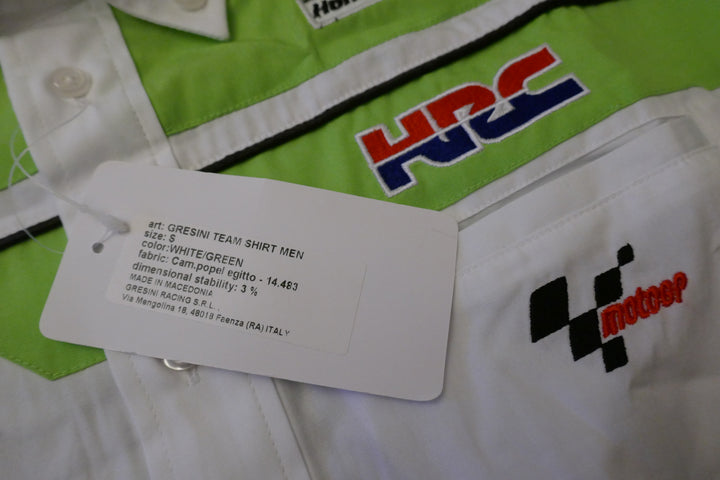 HRC
art: GRESINI TEAM SHIRT MEN
size: S
color:WHITE/GREEN
fabric: Cam.popel egitto - 14.483
dimensional stability: 3 %
MADE IN MACEDONIA
GRESINI RACING S.R.L.,
Via Mengolina 18, 48018 Faenza (RA) ITALY
motoGP